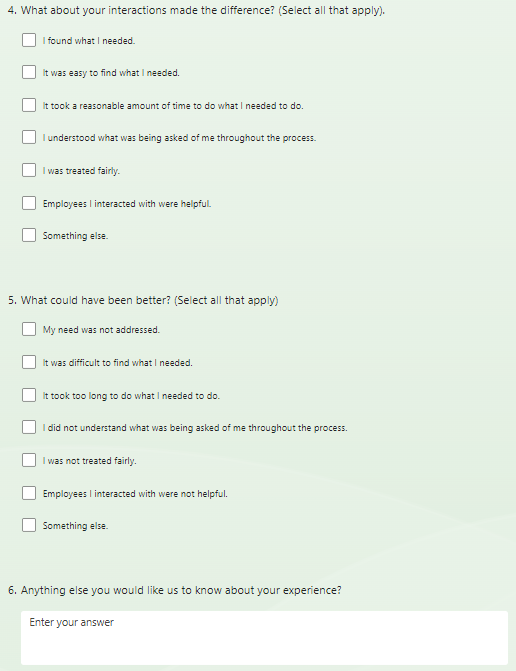 4. What about your interactions made the difference? (Select all that apply).
I found what I needed.
It was easy to find what I needed.
It took a reasonable amount of time to do what I needed to do.
I understood what was being asked of me throughout the process.
I was treated fairly.
Employees I interacted with were helpful.
Something else.
5. What could have been better? (Select all that apply)
My need was not addressed.
It was difficult to find what I needed.
It took too long to do what I needed to do.
I did not understand what was being asked of me throughout the process.
I was not treated fairly.
Employees I interacted with were not helpful.
Something else.
6. Anything else you would like us to know about your experience?
Enter your answer